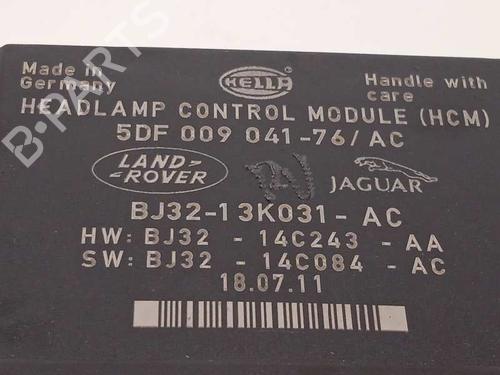 B-PARTS
Made in
Germany
HELLA
Handle with
care
HEADLAMP CONTROL MODULE (HCM)
5DF 009 041-76/AC
LAND-
ROVER
JAGUAR
BJ32-13K031-AC
HW: BJ32 - 14C243 - AA
SW: BJ32 - 14C084 - AC
18.07.11